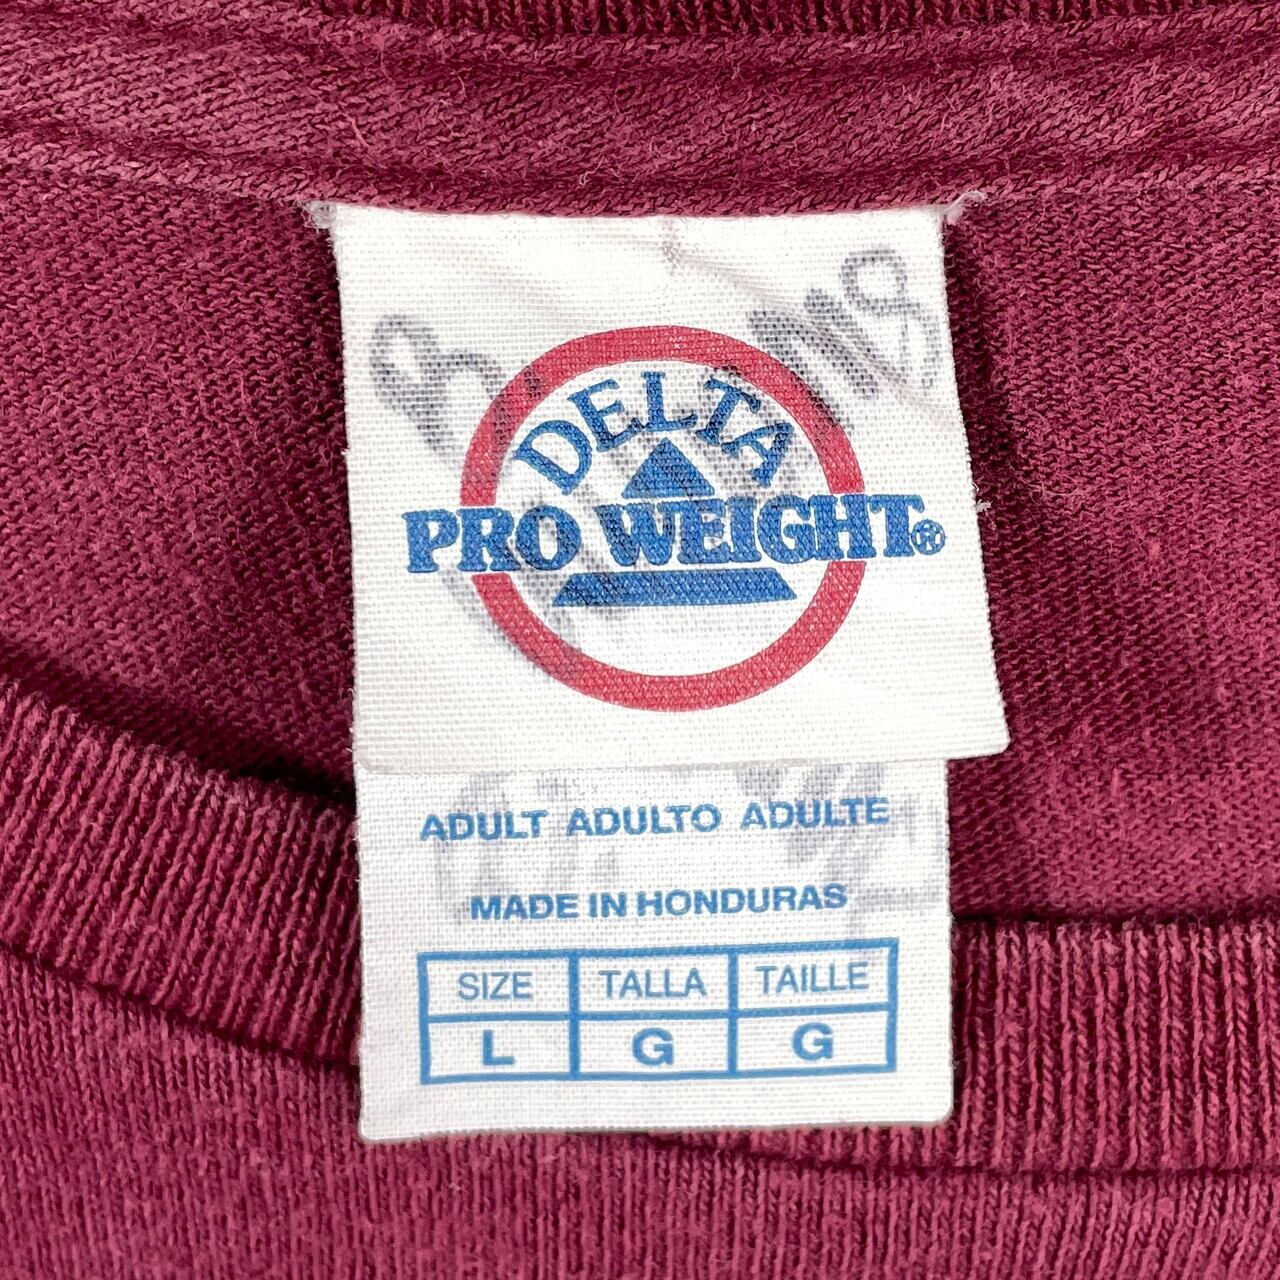 DELTA
PRO WEIGHT®
ADULT ADULTO ADULTE
MADE IN HONDURAS
SIZE TALLA TAILLE
L G G